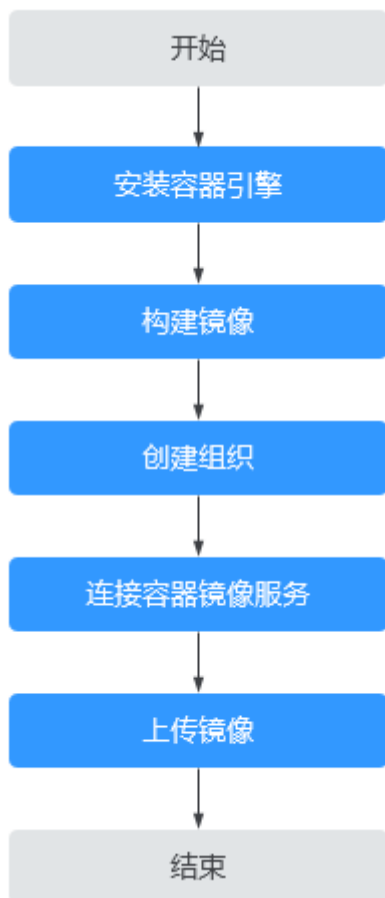 开始
安装容器引擎
构建镜像
创建组织
连接容器镜像服务
上传镜像
结束